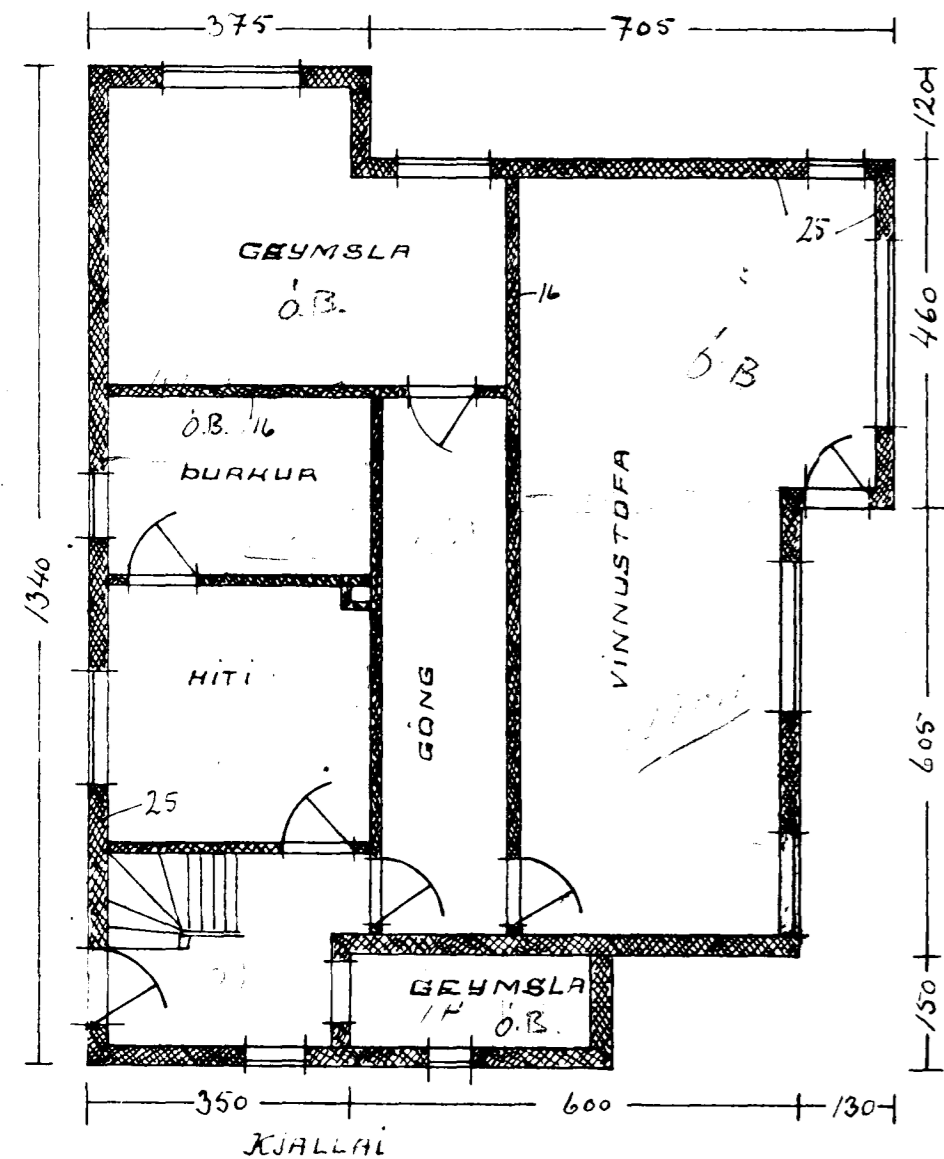 375
705
120
GEYMSLA
Ó.B.
25
16
460
Ó.B
Ó.B. 16
ÞURKUR
VINNUSTOFA
1340
HITI
GÖNG
605
25
GEYMSLA
Ó.B.
150
350
600
130
KJALLAI